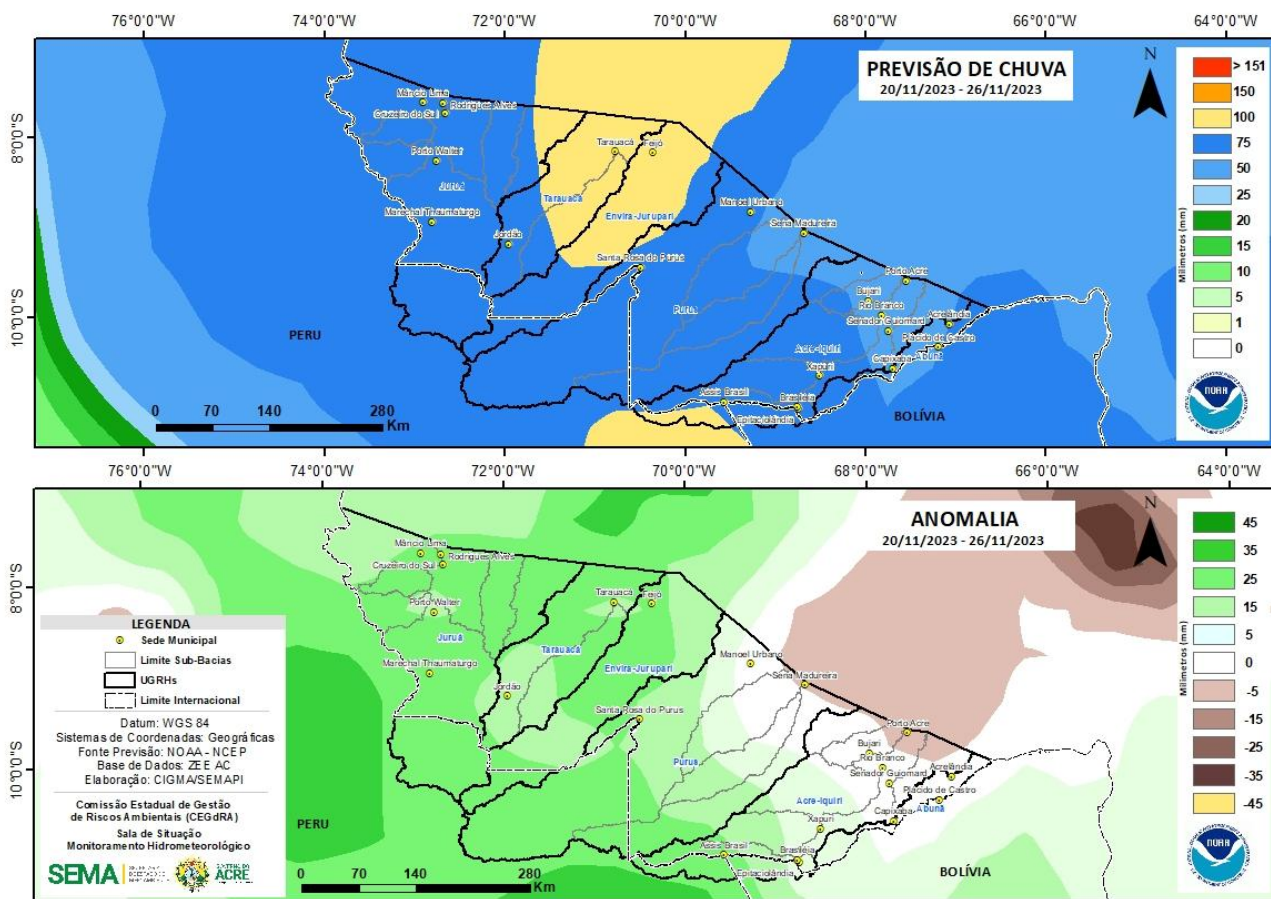 76°0'0"W 74°0'0"W 72°0'0"W 70°0'0"W 68°0'0"W 66°0'0"W 64°0'0"W
PREVISÃO DE CHUVA
20/11/2023 - 26/11/2023
N
> 151
150
100
75
50
25
20
15
10
5
1
0
Milímetros (mm)
NOAA
8°0'0"S
10°0'0"S
Mâncio Lima
Rodrigues Alves
Cruzeiro do Sul
Porto Walter
Juruá
Marechal Thaumaturgo
Jordão
Tarauacá
Feijó
Tarauacá
Envira-Jurupari
Manoel Urbano
Sena Madureira
Santa Rosa do Purus
Purus
Porto Acre
Bujari
Rio Branco
Senador Guiomard
Acrelândia
Plácido de Castro
Acre-Iquiri
Capixaba
Abunã
Xapuri
Assis Brasil
Brasiléia
Epitaciolândia
PERU
BOLÍVIA
0 70 140 280
Km
76°0'0"W 74°0'0"W 72°0'0"W 70°0'0"W 68°0'0"W 66°0'0"W 64°0'0"W
ANOMALIA
20/11/2023 - 26/11/2023
N
45
35
25
15
5
0
-5
-15
-25
-35
-45
Milímetros (mm)
NOAA
8°0'0"S
10°0'0"S
Mâncio Lima
Rodrigues Alves
Cruzeiro do Sul
Porto Walter
Juruá
Marechal Thaumaturgo
Jordão
Tarauacá
Feijó
Tarauacá
Envira-Jurupari
Manoel Urbano
Sena Madureira
Santa Rosa do Purus
Purus
Porto Acre
Bujari
Rio Branco
Senador Guiomard
Acrelândia
Plácido de Castro
Acre-Iquiri
Capixaba
Abunã
Xapuri
Assis Brasil
Brasiléia
Epitaciolândia
PERU
BOLÍVIA
0 70 140 280
Km
LEGENDA
Sede Municipal
Limite Sub-Bacias
UGRHs
Limite Internacional
Datum: WGS 84
Sistemas de Coordenadas: Geográficas
Fonte Previsão: NOAA - NCEP
Base de Dados: ZEE AC
Elaboração: CIGMA/SEMAPI
Comissão Estadual de Gestão
de Riscos Ambientais (CEGdRA)
Sala de Situação
Monitoramento Hidrometeorológico
SEMA
ACRE